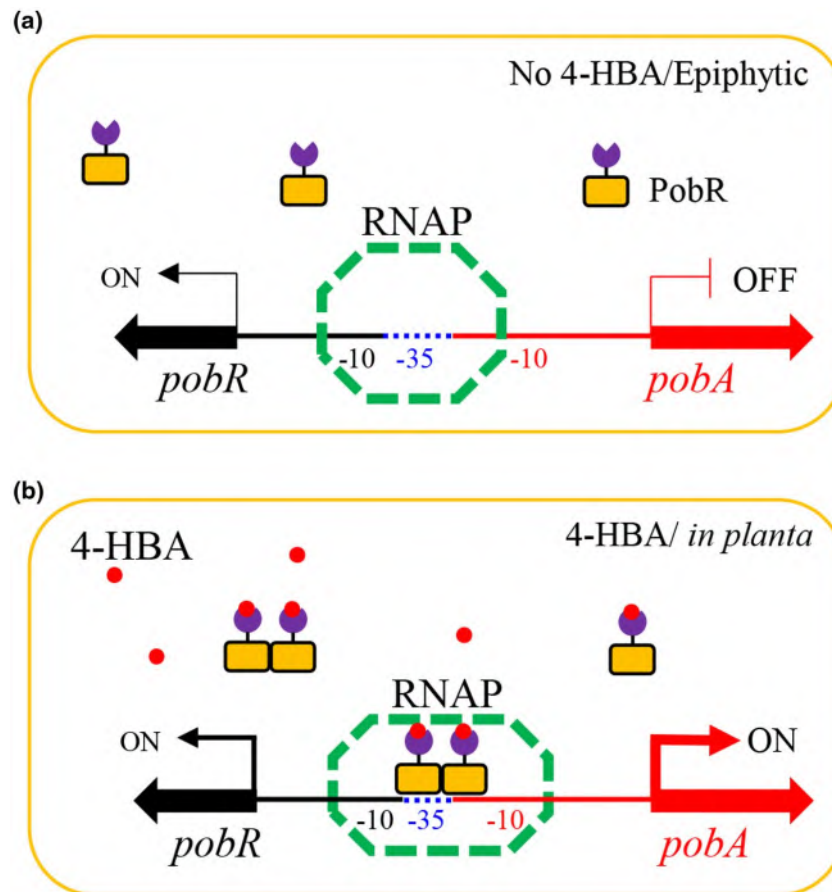 (a)
No 4-HBA/Epiphytic
PobR
RNAP
ON
OFF
-10
-35
-10
pobR
pobA
(b)
4-HBA
4-HBA/ in planta
RNAP
ON
ON
-10
-35
-10
pobR
pobA